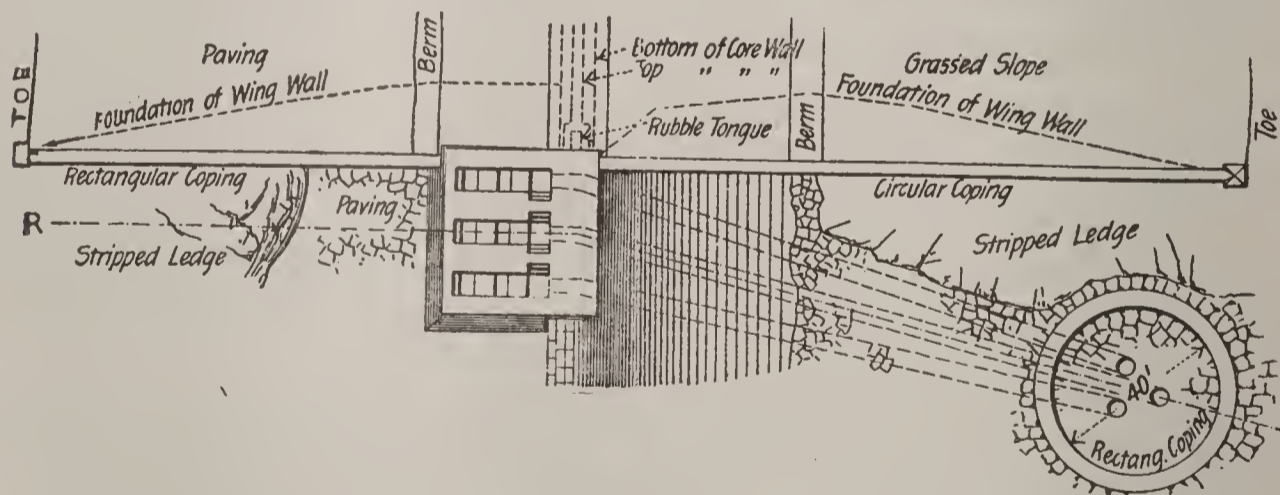 TOE
Paving
Foundation of Wing Wall
Berm
Bottom of Core Wall
Top " " "
Rubble Tongue
Berm
Grassed Slope
Foundation of Wing Wall
Toe
Rectangular Coping
Paving
R
Stripped Ledge
Circular Coping
Stripped Ledge
40'
Rectang. Coping